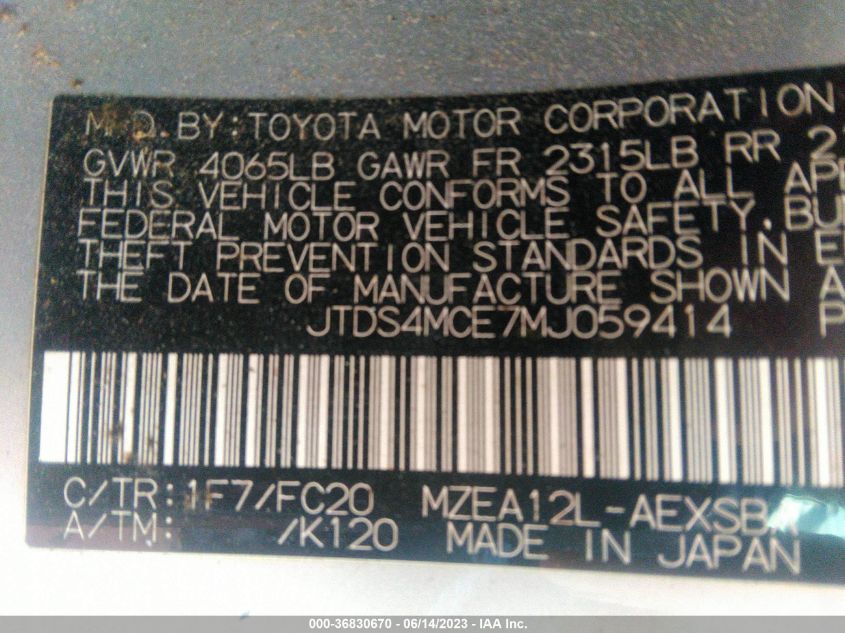 MFD.BY:TOYOTA MOTOR CORPORATION
GVWR 4065LB GAWR FR 2315LB RR
THIS VEHICLE CONFORMS TO ALL
FEDERAL MOTOR VEHICLE SAFETY,
THEFT PREVENTION STANDARDS IN
THE DATE OF MANUFACTURE SHOWN
JTDS4MCE7MJ059414
C/TR:1F7/FC20 MZEA12L-
A/TM: /K120 MADE IN JAPAN
000-36830670 - 06/14/2023 - IAA Inc.